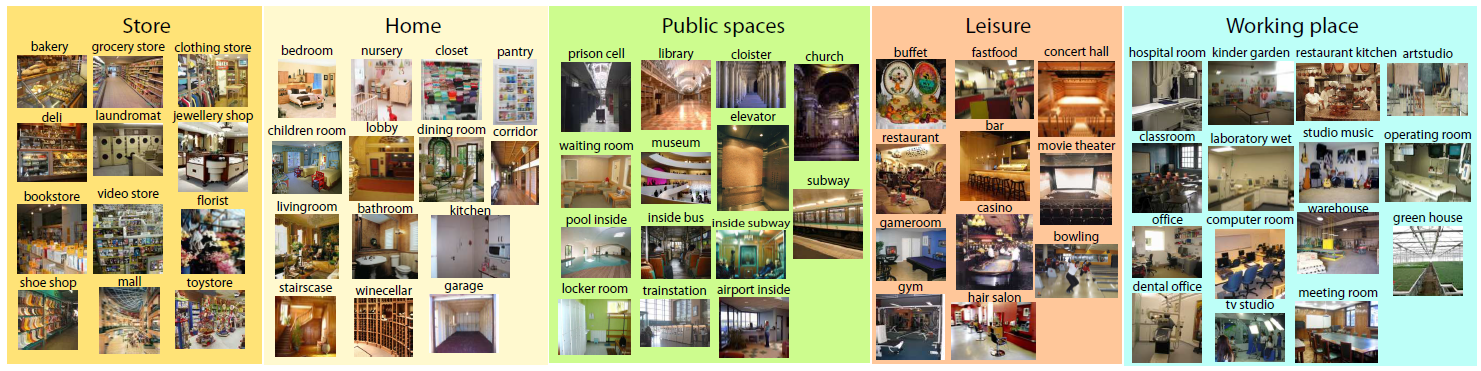 Store
bakery grocery store clothing store
deli laundromat jewellery shop
bookstore video store florist
shoe shop mall toystore
Home
bedroom nursery closet pantry
children room lobby dining room corridor
livingroom bathroom kitchen
stairscase winecellar garage
Public spaces
prison cell library cloister church
elevator
waiting room museum
subway
pool inside inside bus inside subway
locker room trainstation airport inside
Leisure
buffet fastfood concert hall
restaurant bar movie theater
gameroom casino bowling
gym hair salon
Working place
hospital room kinder garden restaurant kitchen artstudio
classroom laboratory wet studio music operating room
office computer room warehouse green house
dental office tv studio meeting room